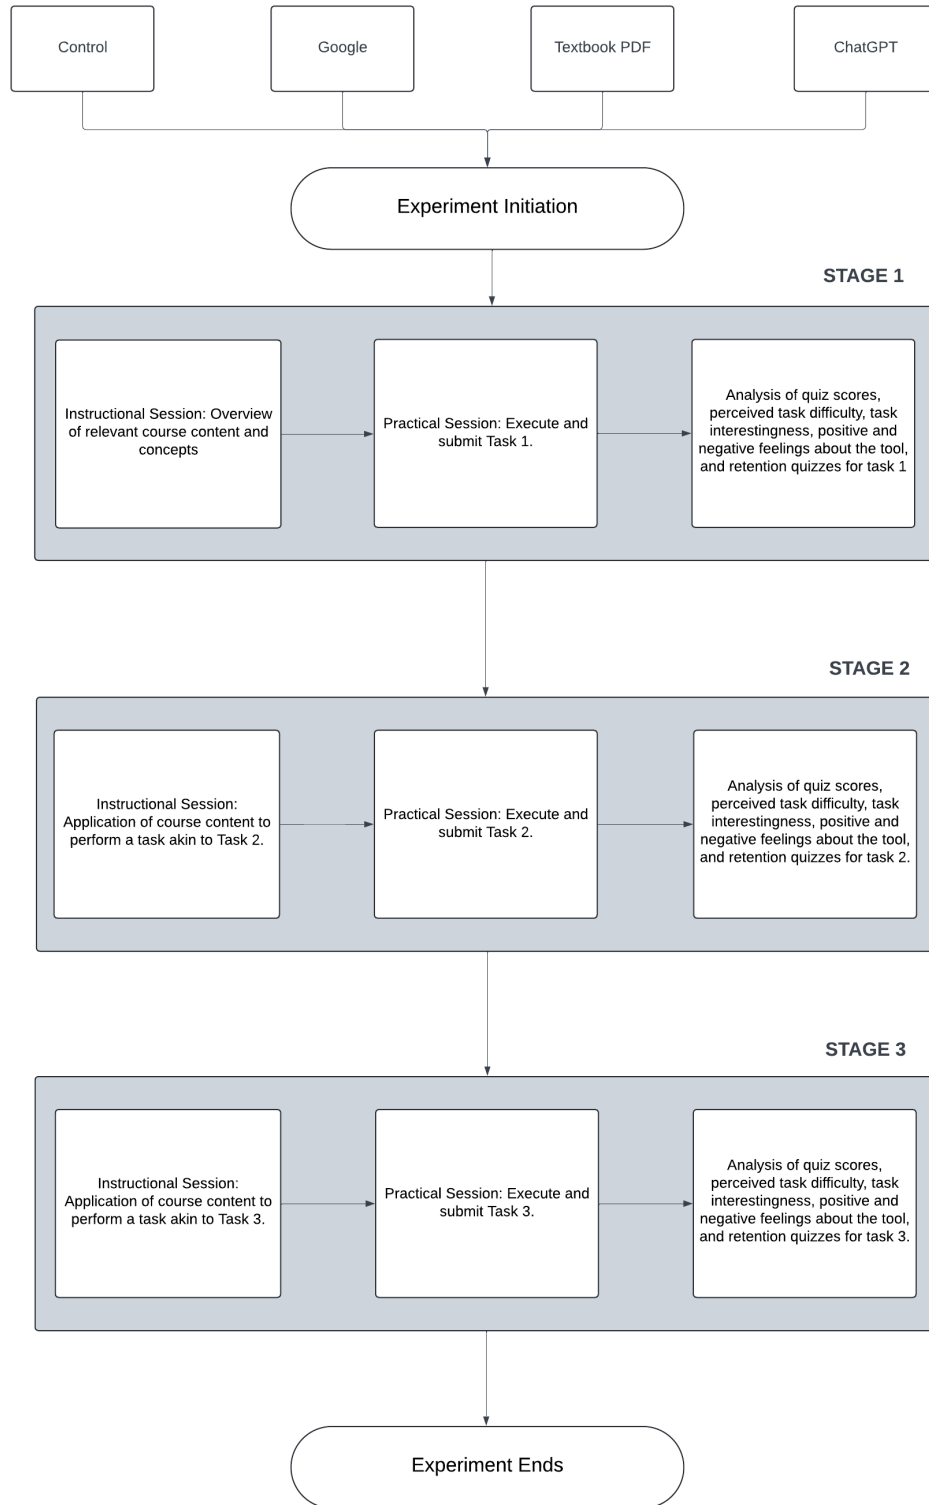 Control
Google
Textbook PDF
ChatGPT
Experiment Initiation
STAGE 1
Instructional Session: Overview
of relevant course content and
concepts
Practical Session: Execute and
submit Task 1.
Analysis of quiz scores,
perceived task difficulty, task
interestingness, positive and
negative feelings about the tool,
and retention quizzes for task 1
STAGE 2
Instructional Session:
Application of course content to
perform a task akin to Task 2.
Practical Session: Execute and
submit Task 2.
Analysis of quiz scores,
perceived task difficulty, task
interestingness, positive and
negative feelings about the tool,
and retention quizzes for task 2.
STAGE 3
Instructional Session:
Application of course content to
perform a task akin to Task 3.
Practical Session: Execute and
submit Task 3.
Analysis of quiz scores,
perceived task difficulty, task
interestingness, positive and
negative feelings about the tool,
and retention quizzes for task 3.
Experiment Ends